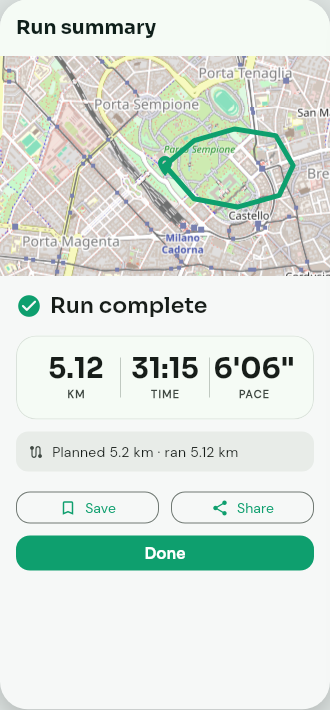 Run summary
Porta Tenaglia
Porta Sempione
San M
Parco Sempione
Bre
Castello
Porta Magenta
Milano
Cadorna
Run complete
5.12
31:15
6'06"
KM
TIME
PACE
Planned 5.2 km · ran 5.12 km
Save
Share
Done